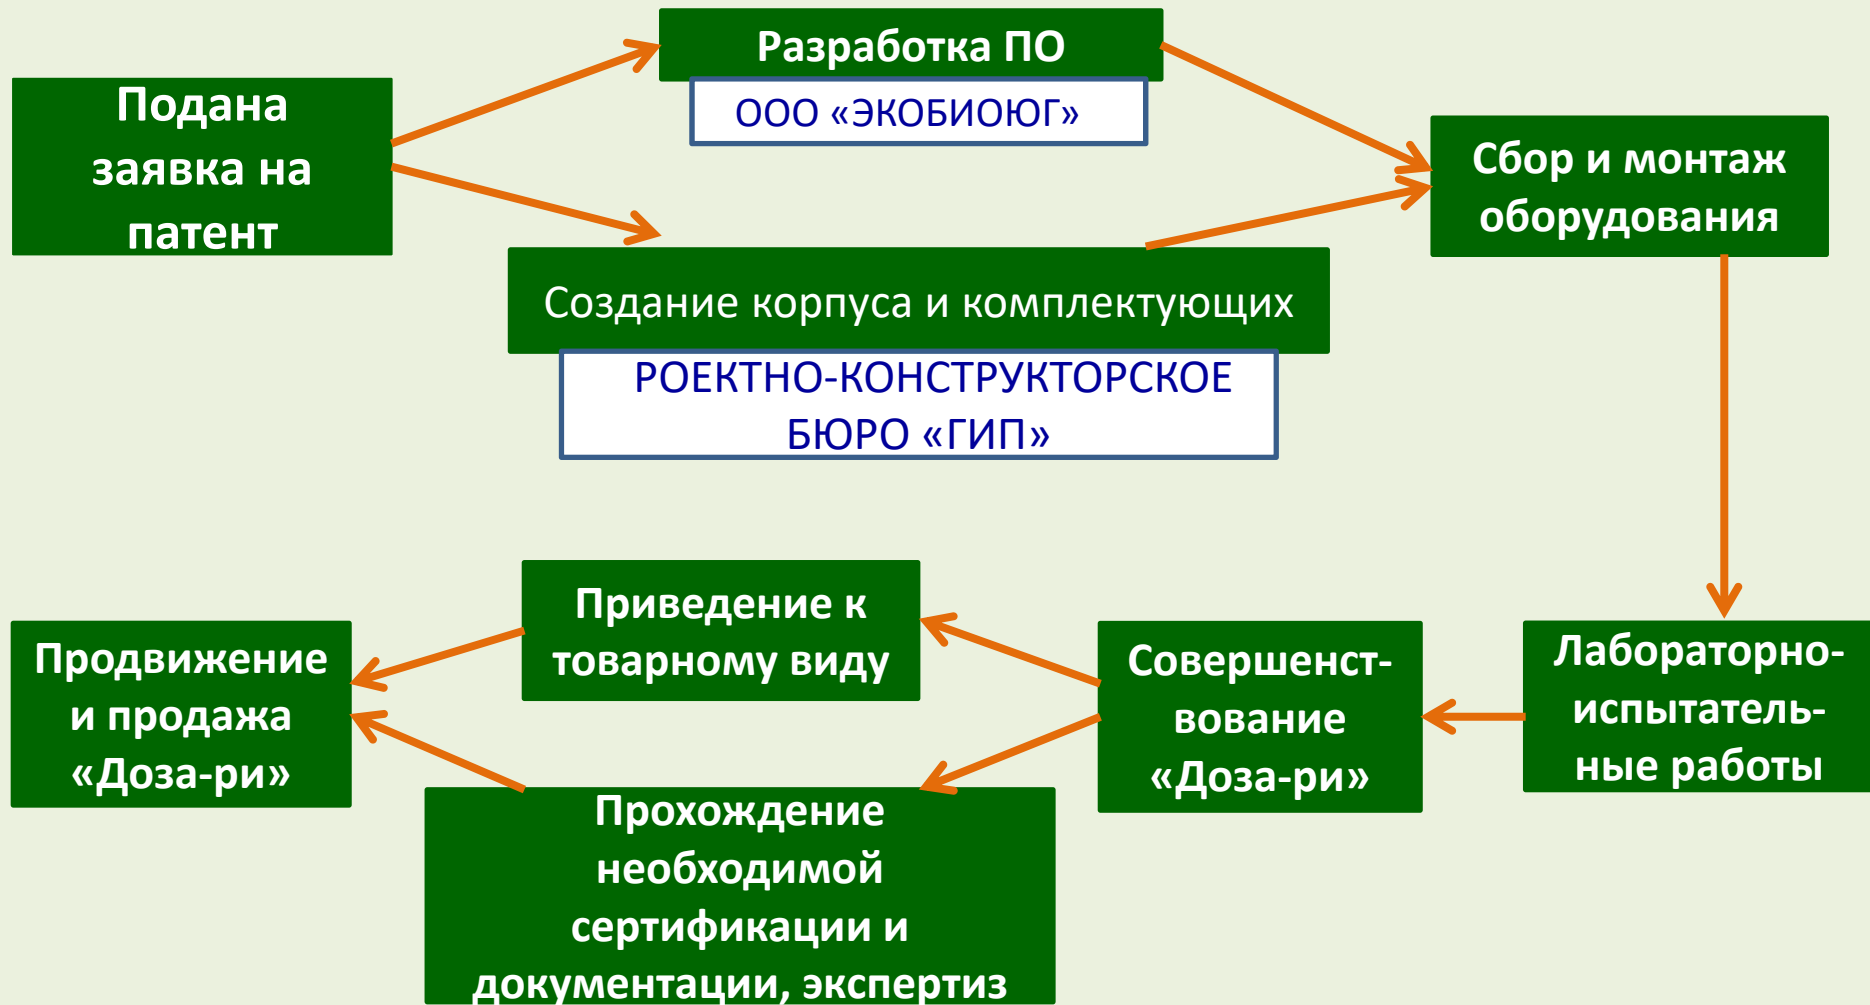 Подана
заявка на
патент
Разработка ПО
ООО «ЭКОБИОЮГ»
Создание корпуса и комплектующих
РОЕКТНО-КОНСТРУКТОРСКОЕ
БЮРО «ГИП»
Сбор и монтаж
оборудования
Лабораторно-
испытатель-
ные работы
Совершенст-
вование
«Доза-ри»
Приведение к
товарному виду
Прохождение
необходимой
сертификации и
документации, экспертиз
Продвижение
и продажа
«Доза-ри»